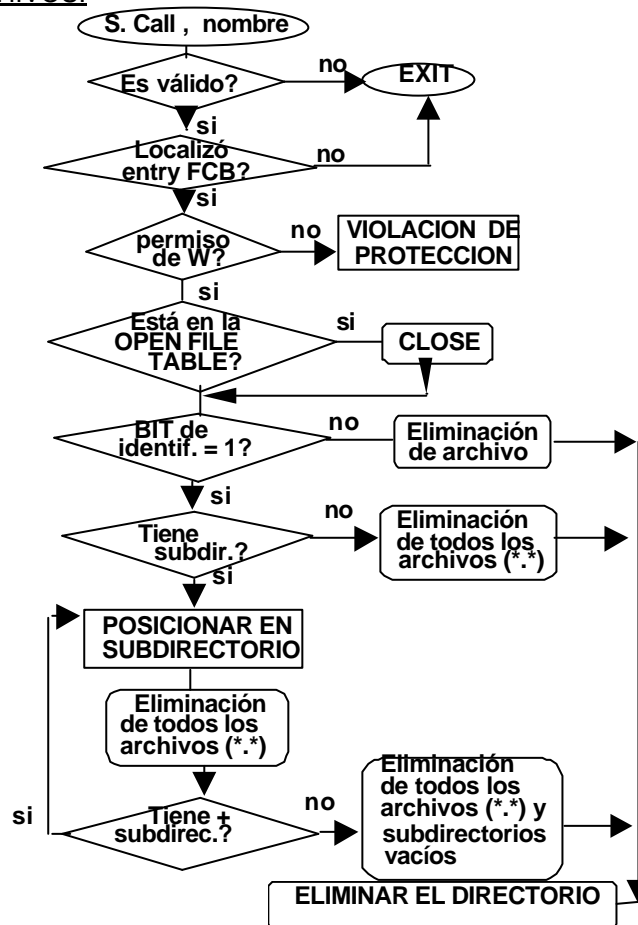 S. Call , nombre
Es válido?
no
EXIT
si
Localizó
entry FCB?
no
si
permiso
de W?
no
VIOLACION DE
PROTECCION
si
Está en la
OPEN FILE
TABLE?
si
CLOSE
BIT de
identif. = 1?
no
Eliminación
de archivo
si
Tiene
subdir.?
no
Eliminación
de todos los
archivos (*.*)
si
POSICIONAR EN
SUBDIRECTORIO
Eliminación
de todos los
archivos (*.*)
si
Tiene +
subdirec.?
no
Eliminación
de todos los
archivos (*.*) y
subdirectorios
vacíos
ELIMINAR EL DIRECTORIO